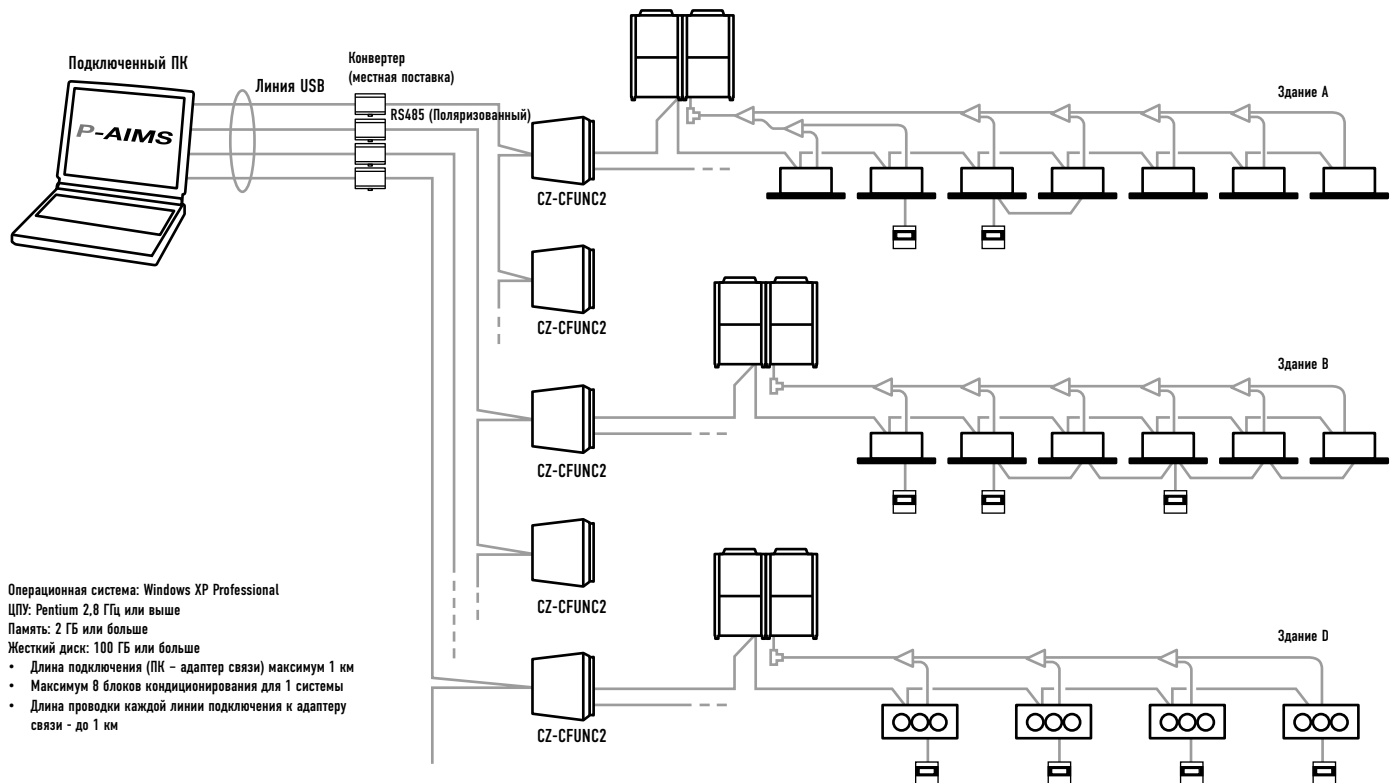 Подключенный ПК
P-AIMS
Линия USB
Конвертер
(местная поставка)
RS485 (Поляризованный)
CZ-CFUNC2
CZ-CFUNC2
CZ-CFUNC2
CZ-CFUNC2
CZ-CFUNC2
Здание A
Здание B
Здание D
Операционная система: Windows XP Professional
ЦПУ: Pentium 2,8 ГГц или выше
Память: 2 ГБ или больше
Жесткий диск: 100 ГБ или больше
• Длина подключения (ПК – адаптер связи) максимум 1 км
• Максимум 8 блоков кондиционирования для 1 системы
• Длина проводки каждой линии подключения к адаптеру
связи - до 1 км